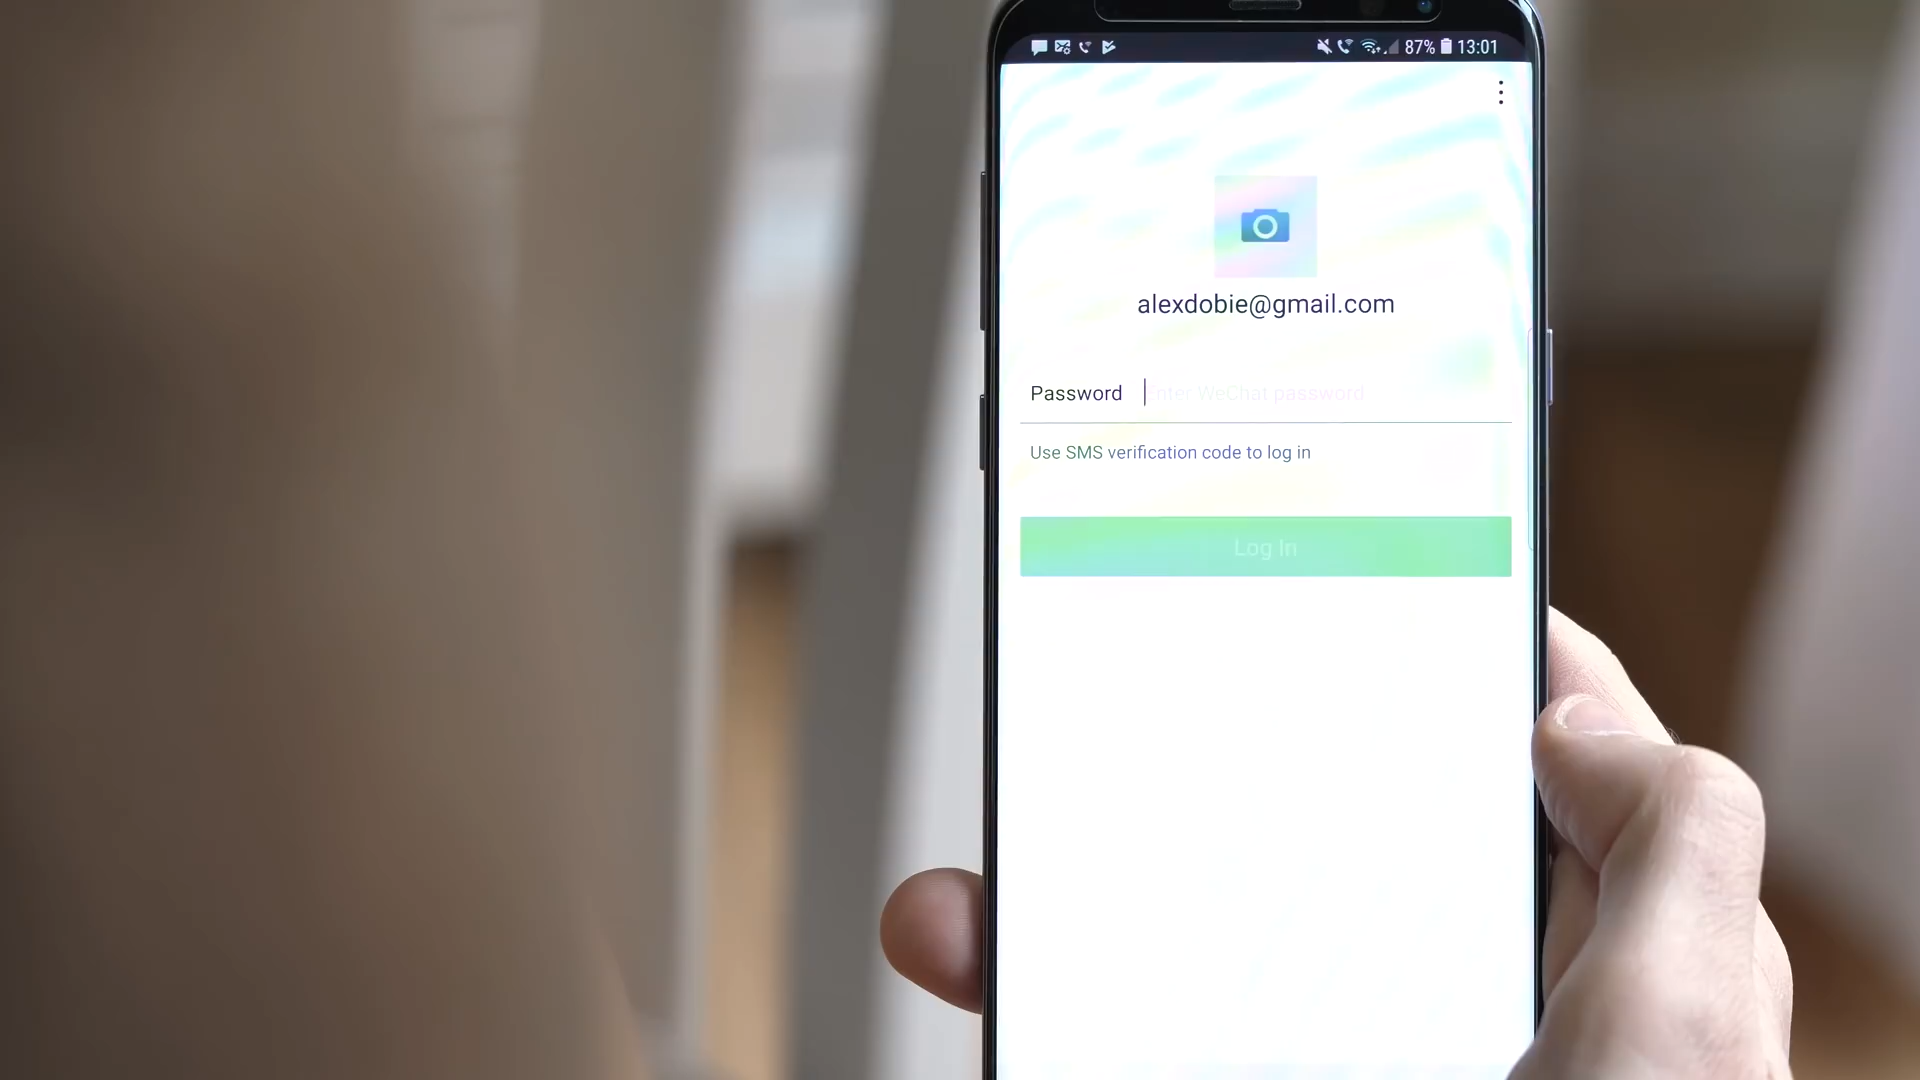 87% 13:01
alexdobie@gmail.com
Password Enter WeChat password
Use SMS verification code to log in
Log In